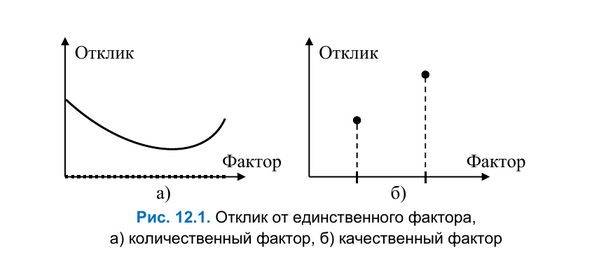 Отклик
Отклик
Фактор
Фактор
а)
б)
Рис. 12.1. Отклик от единственного фактора,
а) количественный фактор, б) качественный фактор